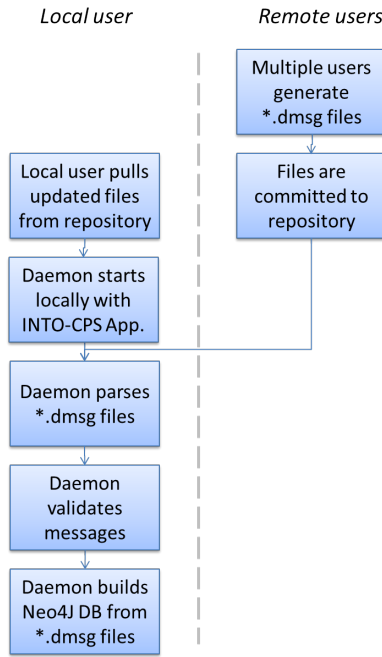 Local user
Remote users
Multiple users
generate
*.dmsg files
Files are
committed to
repository
Local user pulls
updated files
from repository
Daemon starts
locally with
INTO-CPS App.
Daemon parses
*.dmsg files
Daemon
validates
messages
Daemon builds
Neo4J DB from
*.dmsg files